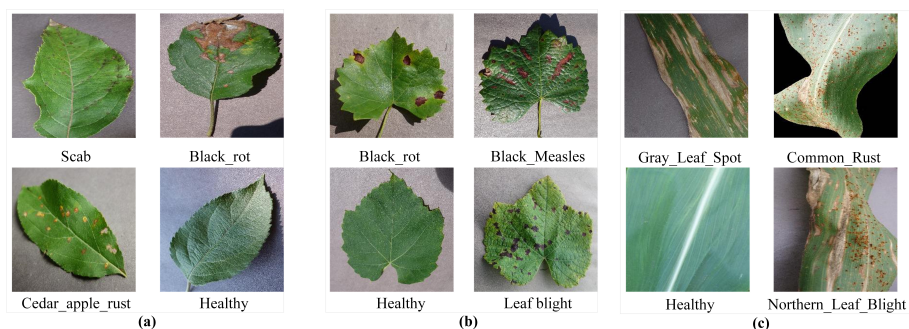 Scab
Black_rot
Cedar_apple_rust
Healthy
(a)
Black_rot
Black_Measles
Healthy
Leaf blight
(b)
Gray_Leaf_Spot
Common_Rust
Healthy
Northern_Leaf_Blight
(c)